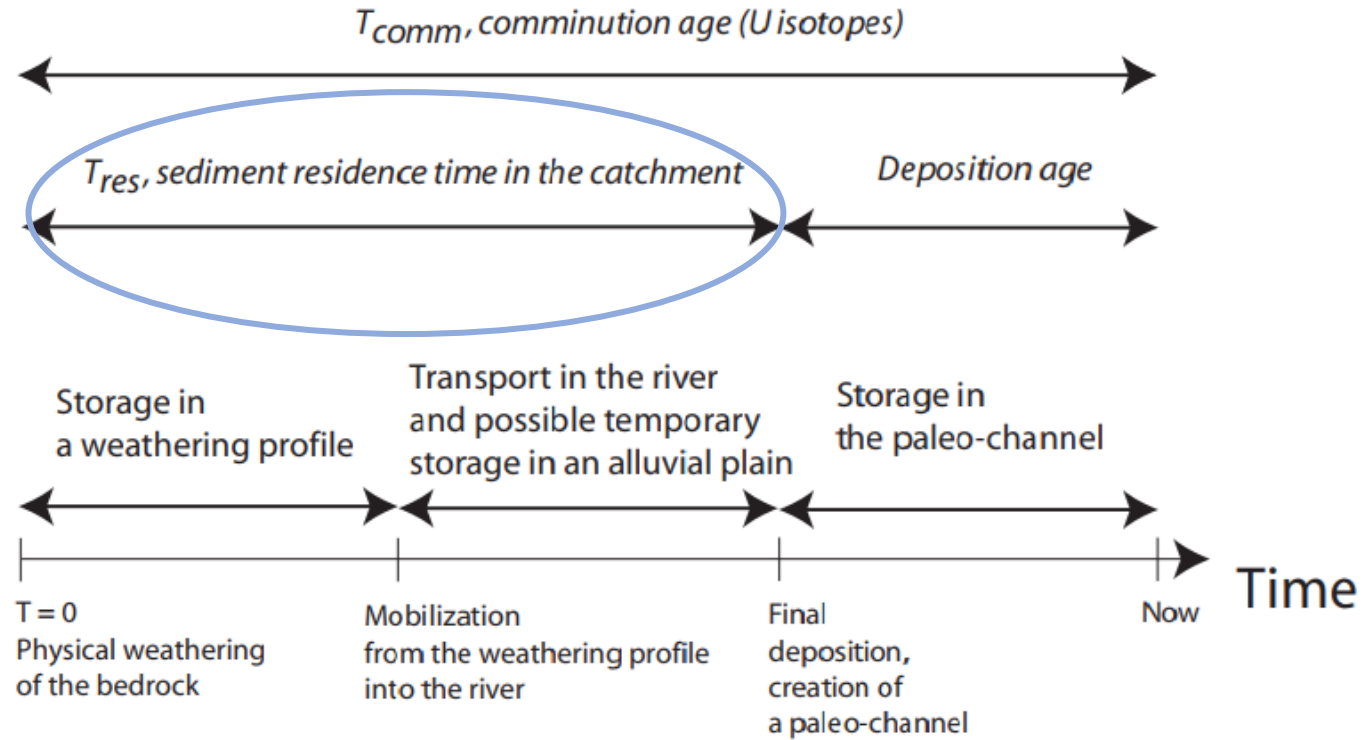 Tcomm, comminution age (U isotopes)
Tres, sediment residence time in the catchment
Deposition age
Storage in
a weathering profile
Transport in the river
and possible temporary
storage in an alluvial plain
Storage in
the paleo-channel
Time
T = 0
Physical weathering
of the bedrock
Mobilization
from the weathering profile
into the river
Final
deposition,
creation of
a paleo-channel
Now